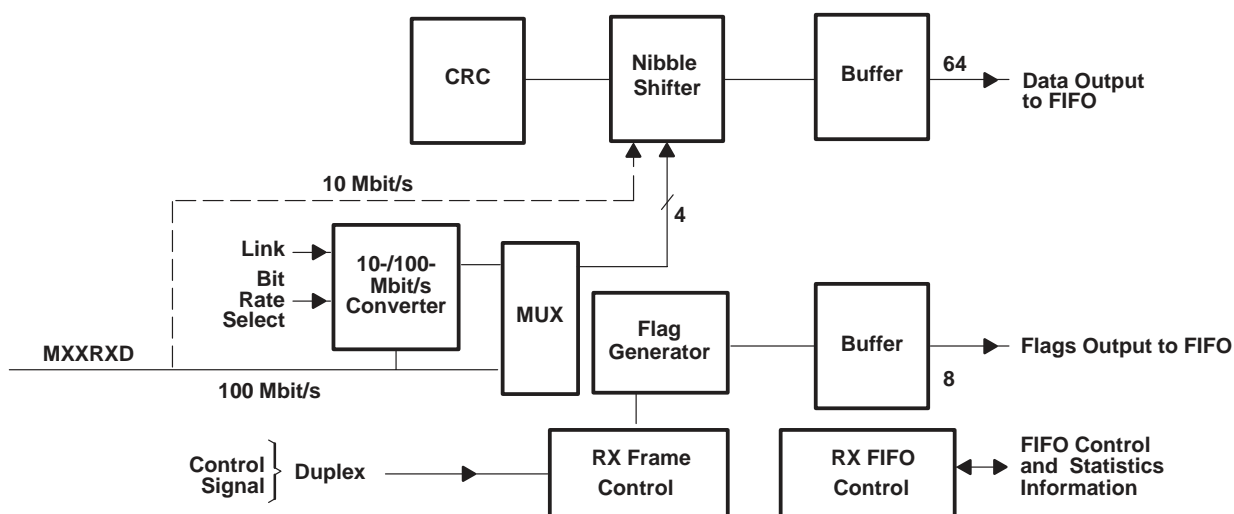 CRC
Nibble
Shifter
Buffer
64
Data Output
to FIFO
10 Mbit/s
4
Link
Bit
Rate
Select
10-/100-
Mbit/s
Converter
MUX
Flag
Generator
Buffer
8
Flags Output to FIFO
MXXRXD
100 Mbit/s
Control
Signal
Duplex
RX Frame
Control
RX FIFO
Control
FIFO Control
and Statistics
Information